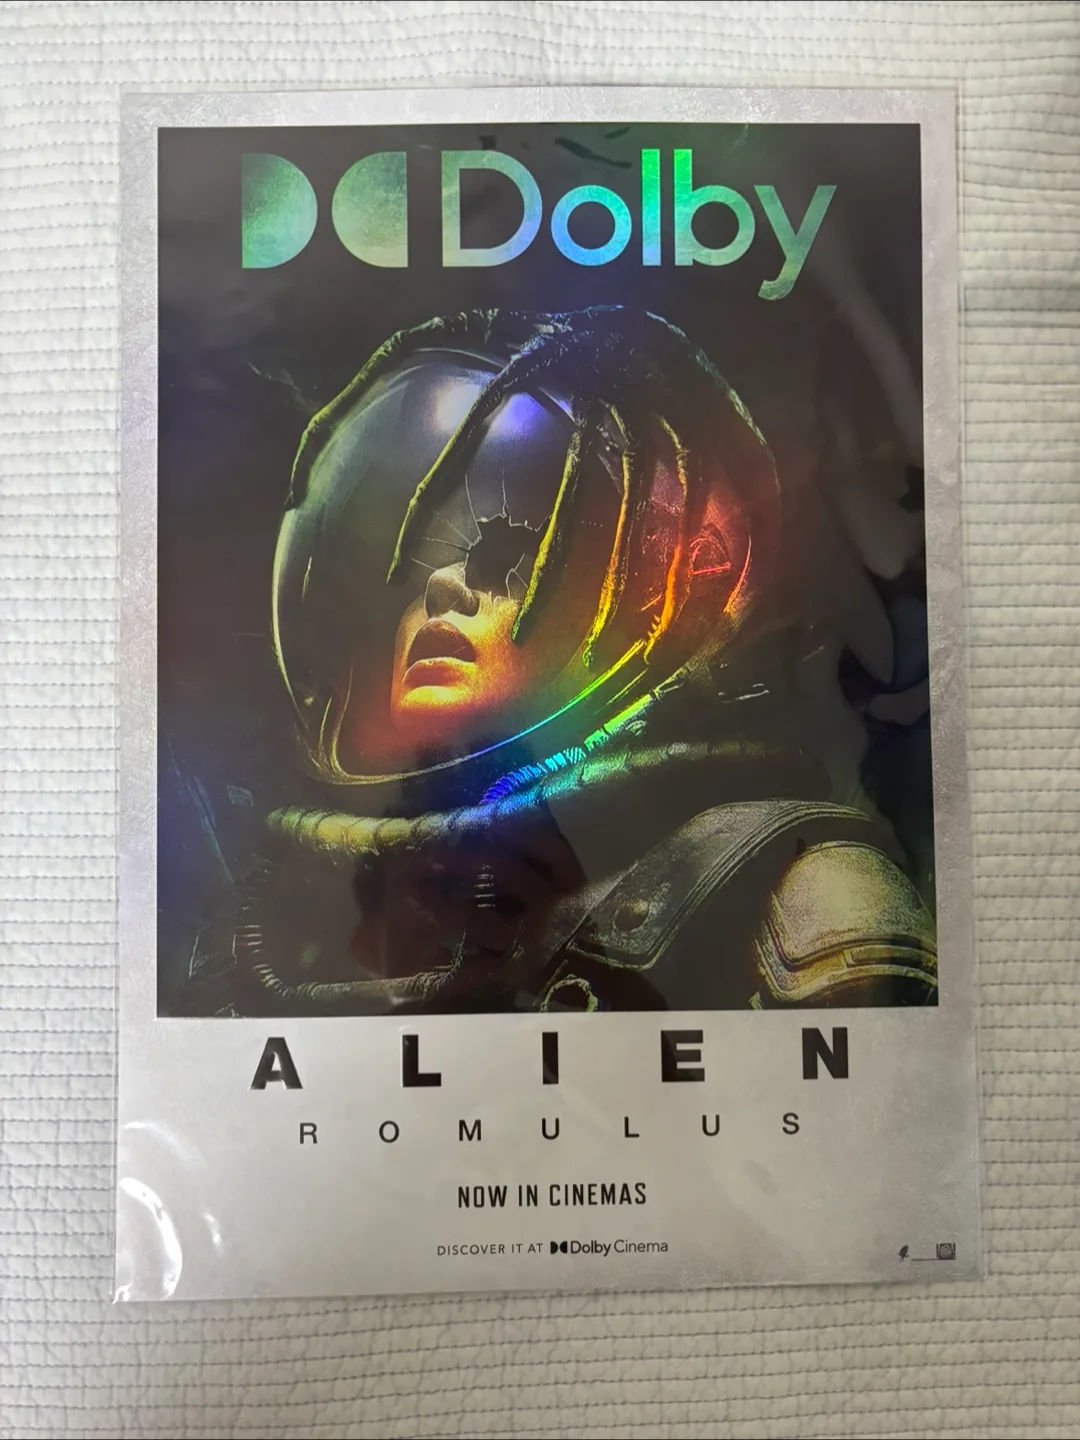 Dolby
ALIEN
ROMULUS
NOW IN CINEMAS
DISCOVER IT AT Dolby Cinema